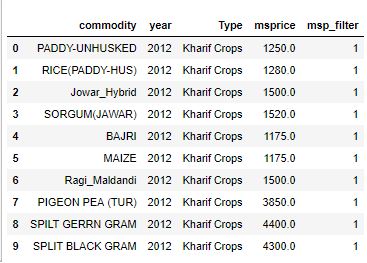 commodity year Type msprice msp_filter
0 PADDY-UNHUSKED 2012 Kharif Crops 1250.0 1
1 RICE(PADDY-HUS) 2012 Kharif Crops 1280.0 1
2 Jowar_Hybrid 2012 Kharif Crops 1500.0 1
3 SORGUM(JAWAR) 2012 Kharif Crops 1520.0 1
4 BAJRI 2012 Kharif Crops 1175.0 1
5 MAIZE 2012 Kharif Crops 1175.0 1
6 Ragi_Maldandi 2012 Kharif Crops 1500.0 1
7 PIGEON PEA (TUR) 2012 Kharif Crops 3850.0 1
8 SPILT GERRN GRAM 2012 Kharif Crops 4400.0 1
9 SPLIT BLACK GRAM 2012 Kharif Crops 4300.0 1